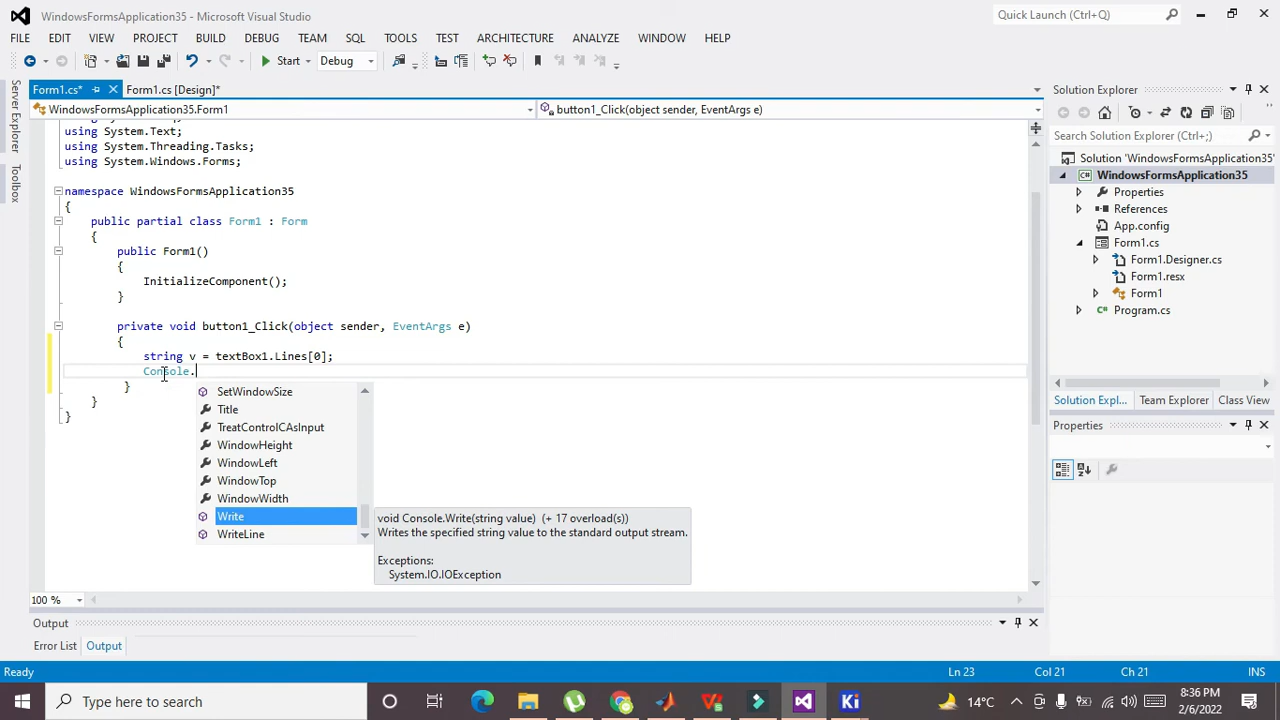 WindowsFormsApplication35 - Microsoft Visual Studio
Quick Launch (Ctrl+Q)
FILE EDIT VIEW PROJECT BUILD DEBUG TEAM SQL TOOLS TEST ARCHITECTURE ANALYZE WINDOW HELP
Start Debug
Server Explorer
Toolbox
Form1.cs* Form1.cs [Design]*
WindowsFormsApplication35.Form1 button1_Click(object sender, EventArgs e)
using System.Text;
using System.Threading.Tasks;
using System.Windows.Forms;
namespace WindowsFormsApplication35
{
public partial class Form1 : Form
{
public Form1()
{
InitializeComponent();
}
private void button1_Click(object sender, EventArgs e)
{
string v = textBox1.Lines[0];
Console.
}
}
}
SetWindowSize
Title
TreatControlCAsInput
WindowHeight
WindowLeft
WindowTop
WindowWidth
Write
WriteLine
void Console.Write(string value) (+ 17 overload(s))
Writes the specified string value to the standard output stream.
Exceptions:
System.IO.IOException
100 %
Output
Error List Output
Solution Explorer
Search Solution Explorer (Ctrl+;)
Solution 'WindowsFormsApplication35'
WindowsFormsApplication35
Properties
References
App.config
Form1.cs
Form1.Designer.cs
Form1.resx
Form1
Program.cs
Solution Expl... Team Explorer Class View
Properties
Ready Ln 23 Col 21 Ch 21 INS
Type here to search
Ki
14°C
8:36 PM
2/6/2022